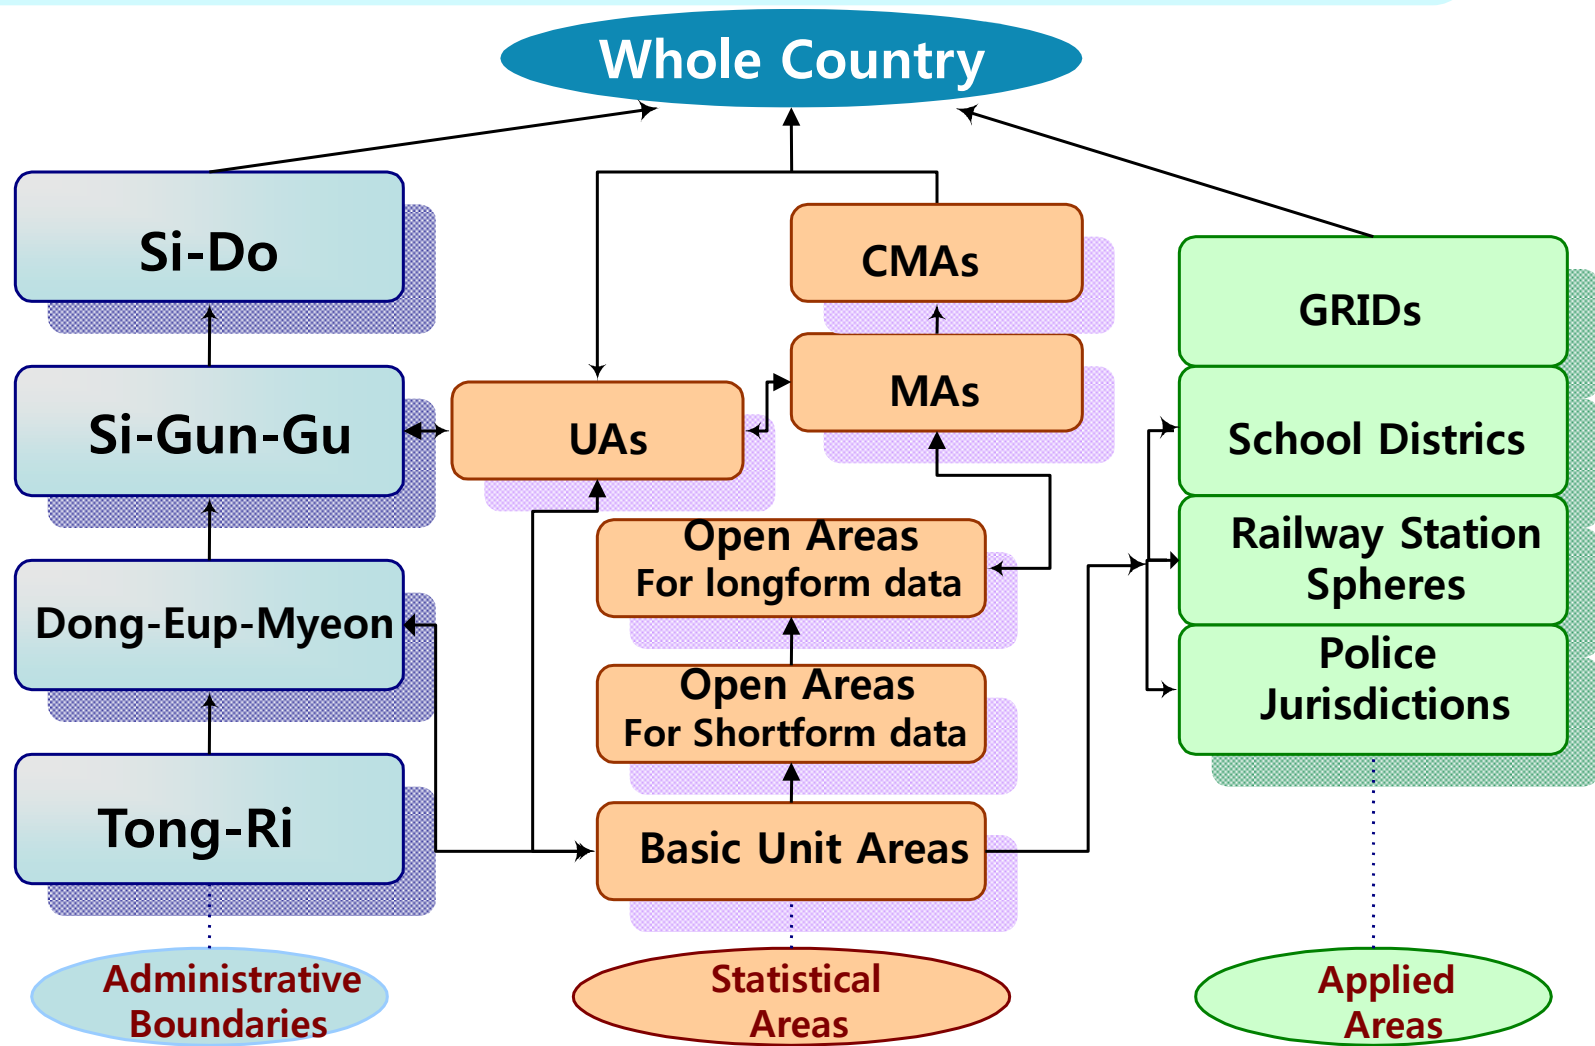 Whole Country
Si-Do
Si-Gun-Gu
Dong-Eup-Myeon
Tong-Ri
Administrative
Boundaries
CMAs
MAs
UAs
Open Areas
For longform data
Open Areas
For Shortform data
Basic Unit Areas
Statistical
Areas
GRIDs
School Districs
Railway Station
Spheres
Police
Jurisdictions
Applied
Areas